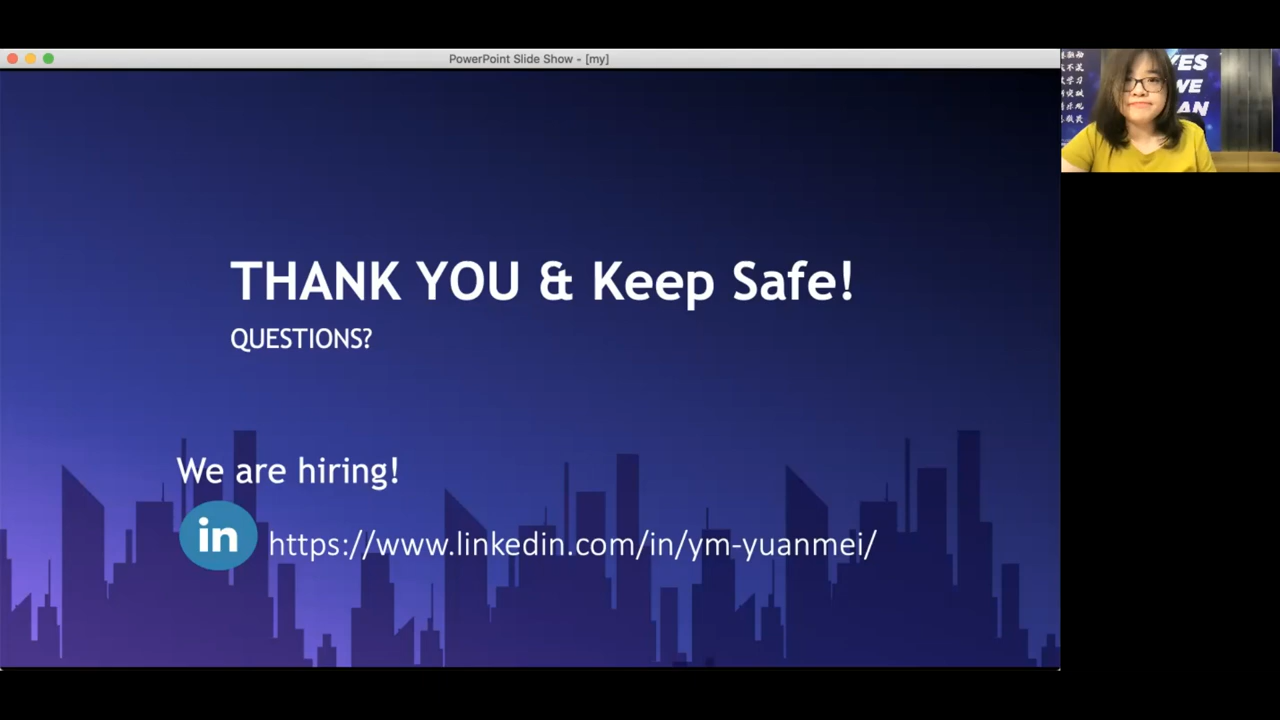 PowerPoint Slide Show - [my]
THANK YOU & Keep Safe!
QUESTIONS?
We are hiring!
in
https://www.linkedin.com/in/ym-yuanmei/
YES
WE
AN